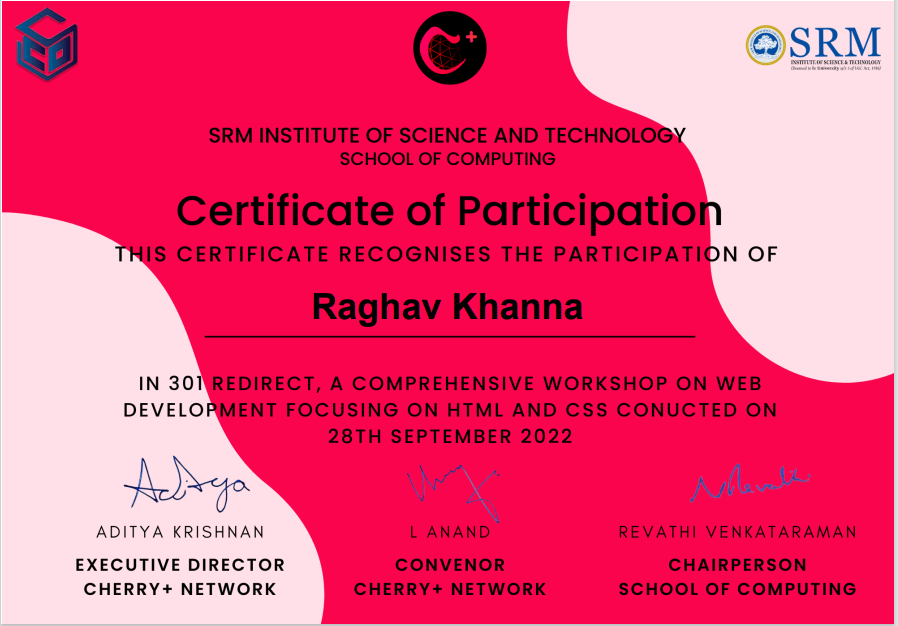 SRM
INSTITUTE OF SCIENCE & TECHNOLOGY
(Deemed to be University u/s 3 of UGC Act, 1956)
SRM INSTITUTE OF SCIENCE AND TECHNOLOGY
SCHOOL OF COMPUTING
Certificate of Participation
THIS CERTIFICATE RECOGNISES THE PARTICIPATION OF
Raghav Khanna
IN 301 REDIRECT, A COMPREHENSIVE WORKSHOP ON WEB
DEVELOPMENT FOCUSING ON HTML AND CSS CONUCTED ON
28TH SEPTEMBER 2022
Aditya
ADITYA KRISHNAN
L ANAND
REVATHI VENKATARAMAN
EXECUTIVE DIRECTOR
CONVENOR
CHAIRPERSON
CHERRY+ NETWORK
CHERRY+ NETWORK
SCHOOL OF COMPUTING